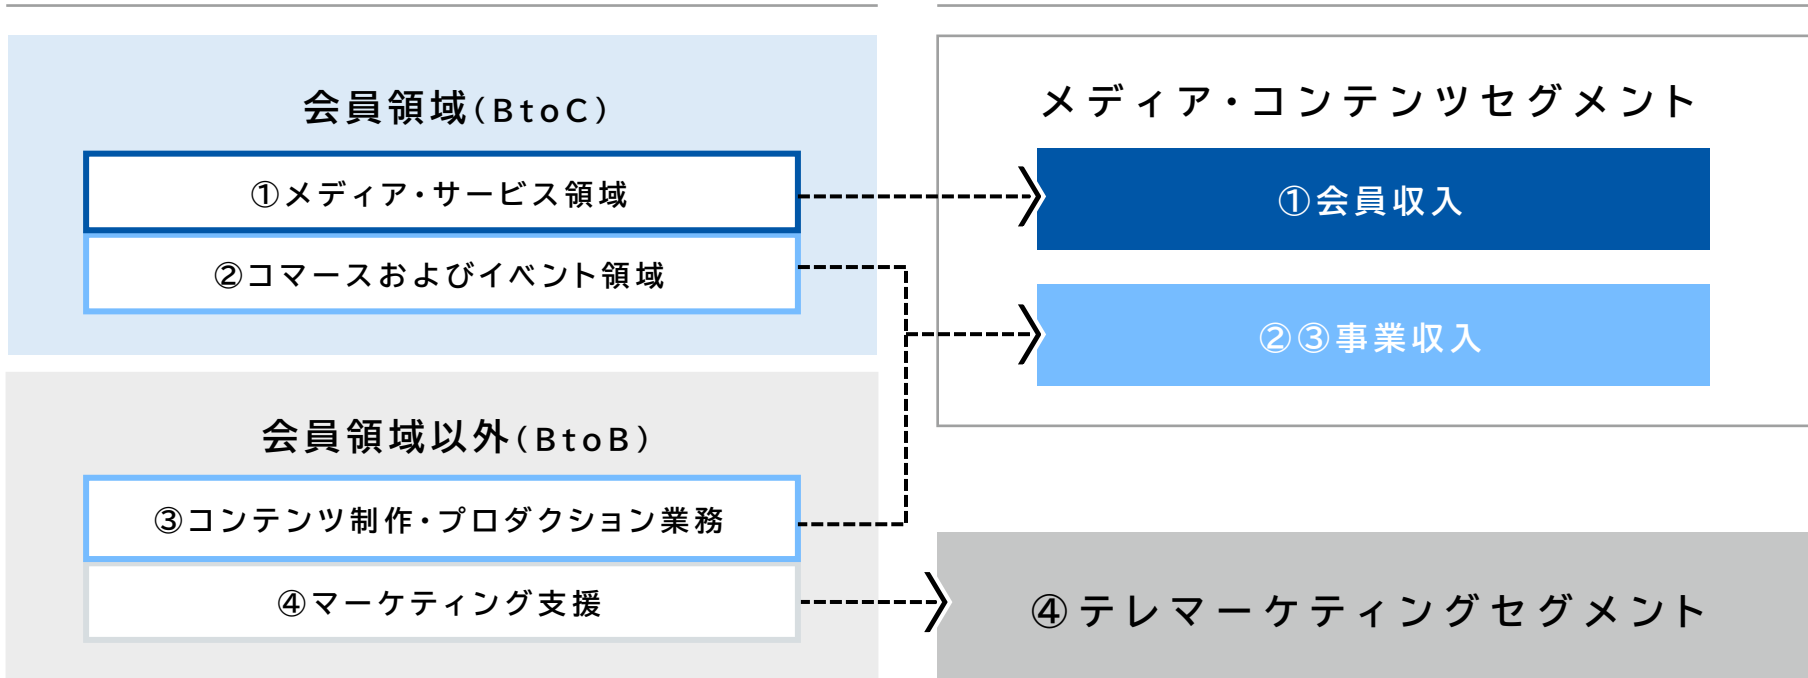 会員領域(BtoC)
①メディア・サービス領域
②コマースおよびイベント領域
会員領域以外(BtoB)
③コンテンツ制作・プロダクション業務
④マーケティング支援
メディア・コンテンツセグメント
①会員収入
②③事業収入
④テレマーケティングセグメント